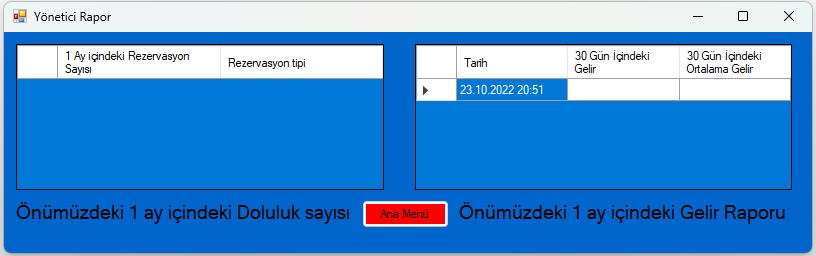 Yönetici Rapor
1 Ay içindeki Rezervasyon
Sayısı
Rezervasyon tipi
Tarih
30 Gün İçindeki
Gelir
30 Gün İçindeki
Ortalama Gelir
23.10.2022 20:51
Önümüzdeki 1 ay içindeki Doluluk sayısı
Ana Menü
Önümüzdeki 1 ay içindeki Gelir Raporu